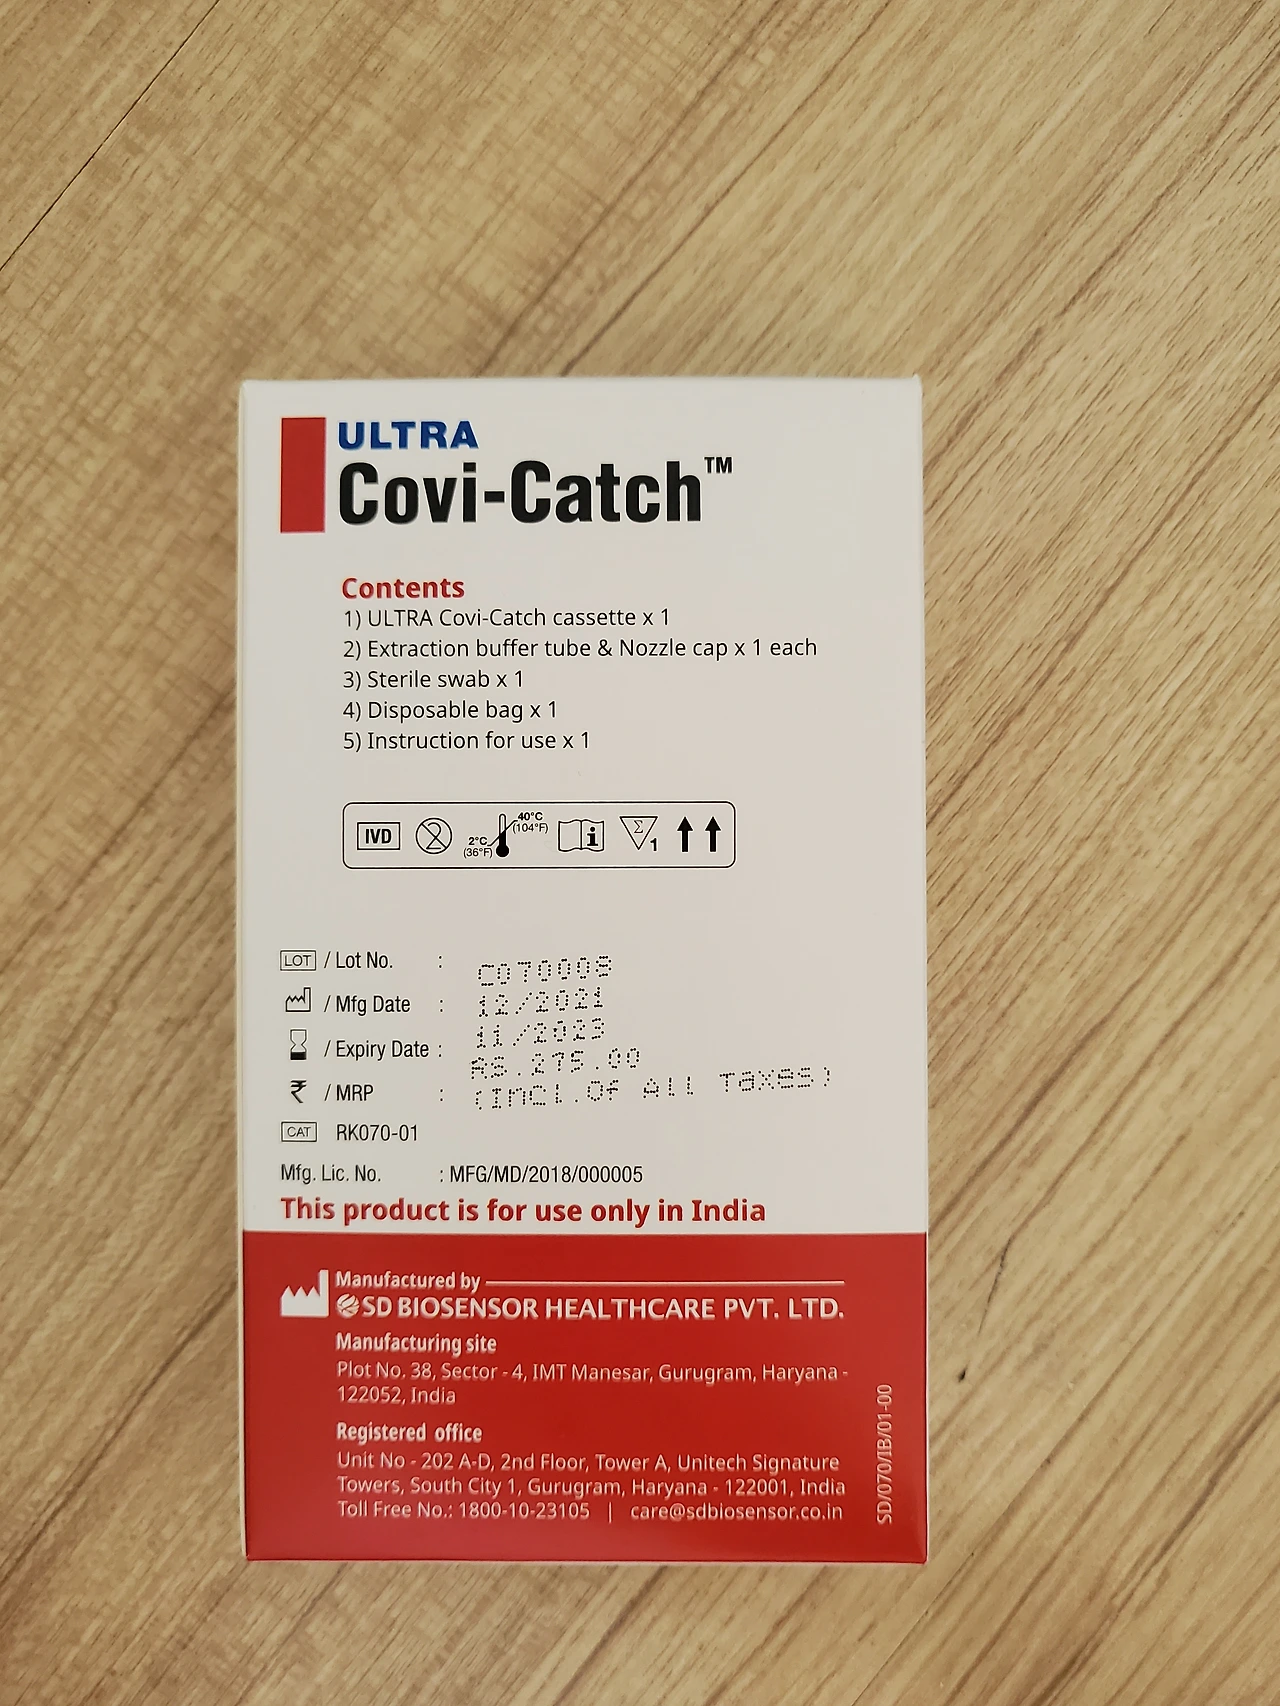 ULTRA
Covi-Catch™
Contents
1) ULTRA Covi-Catch cassette x 1
2) Extraction buffer tube & Nozzle cap x 1 each
3) Sterile swab x 1
4) Disposable bag x 1
5) Instruction for use x 1
IVD 2 2°C (36°F) 40°C (104°F) i Σ 1
LOT / Lot No. : C070008
/ Mfg Date : 12/2021
/ Expiry Date : 11/2023
₹ / MRP : RS.275.00
(Incl.Of All Taxes)
CAT RK070-01
Mfg. Lic. No. : MFG/MD/2018/000005
This product is for use only in India
Manufactured by
SD BIOSENSOR HEALTHCARE PVT. LTD.
Manufacturing site
Plot No. 38, Sector - 4, IMT Manesar, Gurugram, Haryana -
122052, India
Registered office
Unit No - 202 A-D, 2nd Floor, Tower A, Unitech Signature
Towers, South City 1, Gurugram, Haryana - 122001, India
Toll Free No.: 1800-10-23105 | care@sdbiosensor.co.in
SD/070/IB/01-00